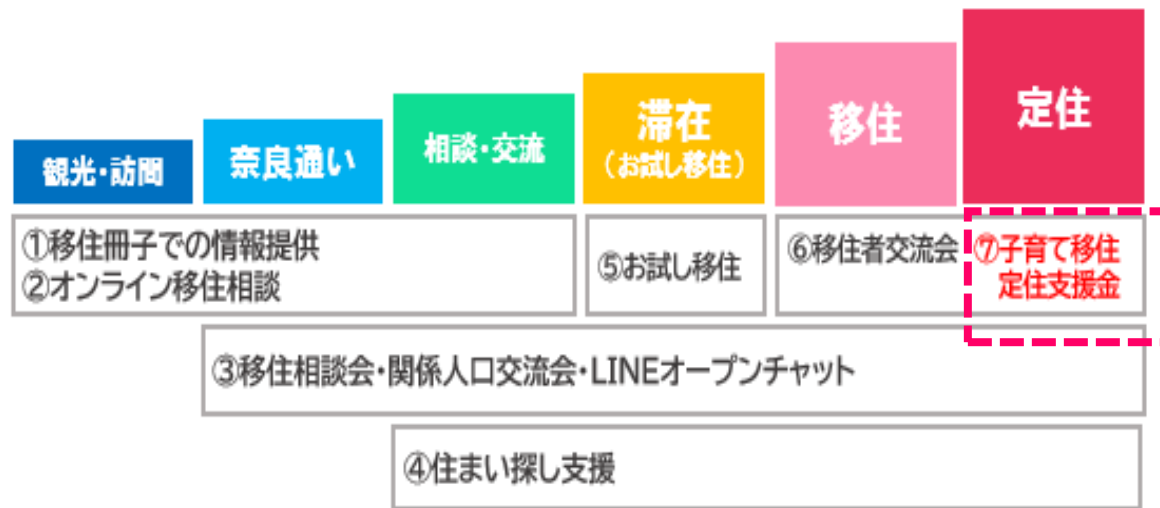 観光・訪問
奈良通い
相談・交流
滞在
(お試し移住)
移住
定住
①移住冊子での情報提供
②オンライン移住相談
⑤お試し移住
⑥移住者交流会
⑦子育て移住
定住支援金
③移住相談会・関係人口交流会・LINEオープンチャット
④住まい探し支援